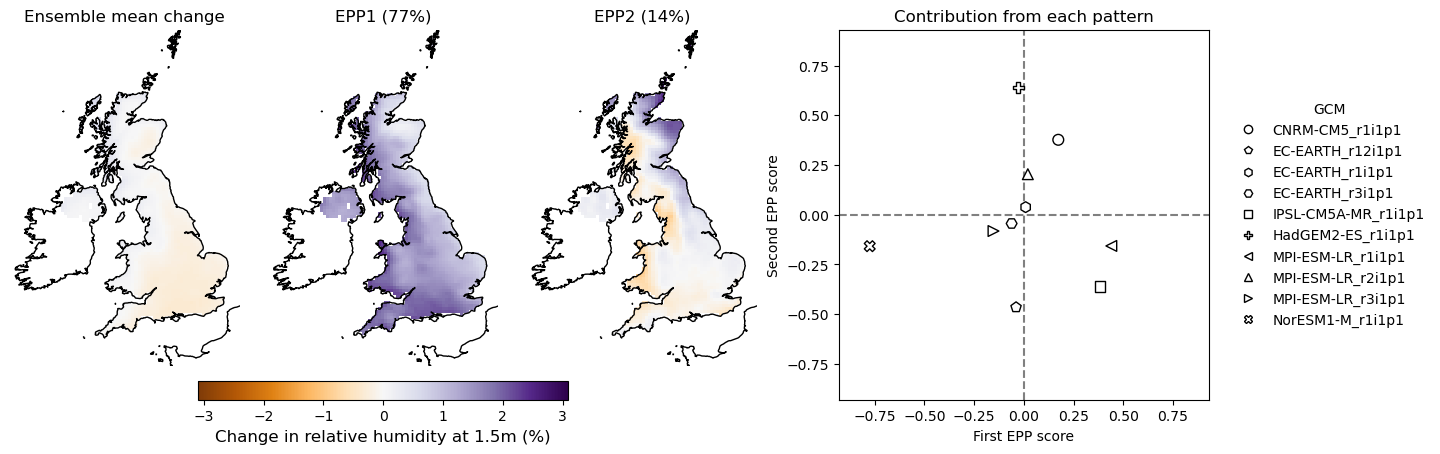 Ensemble mean change
EPP1 (77%)
EPP2 (14%)
−3 −2 −1 0 1 2 3
Change in relative humidity at 1.5m (%)
Contribution from each pattern
0.75
0.50
0.25
0.00
−0.25
−0.50
−0.75
Second EPP score
−0.75 −0.50 −0.25 0.00 0.25 0.50 0.75
First EPP score
GCM
CNRM-CM5_r1i1p1
EC-EARTH_r12i1p1
EC-EARTH_r1i1p1
EC-EARTH_r3i1p1
IPSL-CM5A-MR_r1i1p1
HadGEM2-ES_r1i1p1
MPI-ESM-LR_r1i1p1
MPI-ESM-LR_r2i1p1
MPI-ESM-LR_r3i1p1
NorESM1-M_r1i1p1